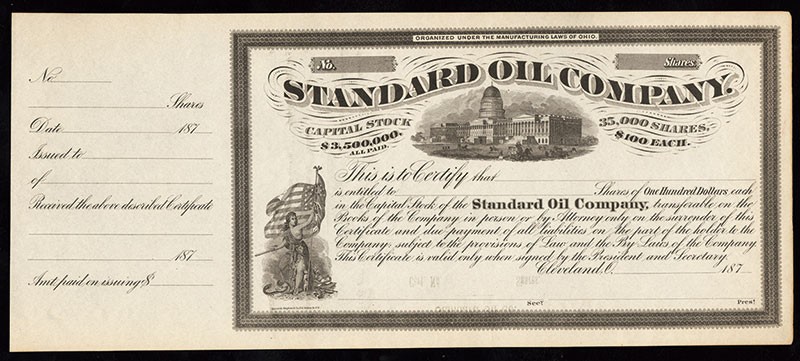 No.
Shares
Date 187
Issued to
of
Received the above described Certificate
187
Amt. paid on issuing $
ORGANIZED UNDER THE MANUFACTURING LAWS OF OHIO.
No. Shares.
STANDARD OIL COMPANY.
CAPITAL STOCK 35,000 SHARES,
$3,500,000. $100 EACH.
ALL PAID.
This is to Certify that
is entitled to Shares of One Hundred Dollars, each
in the Capital Stock of the Standard Oil Company, transferable on the
Books of the Company in person or by Attorney only on the surrender of this
Certificate and due payment of all liabilities on the part of the holder to the
Company, subject to the provisions of Law and the By Laws of the Company
This Certificate is valid only when signed by the President and Secretary.
Cleveland, O. 187
Secy. Prest.